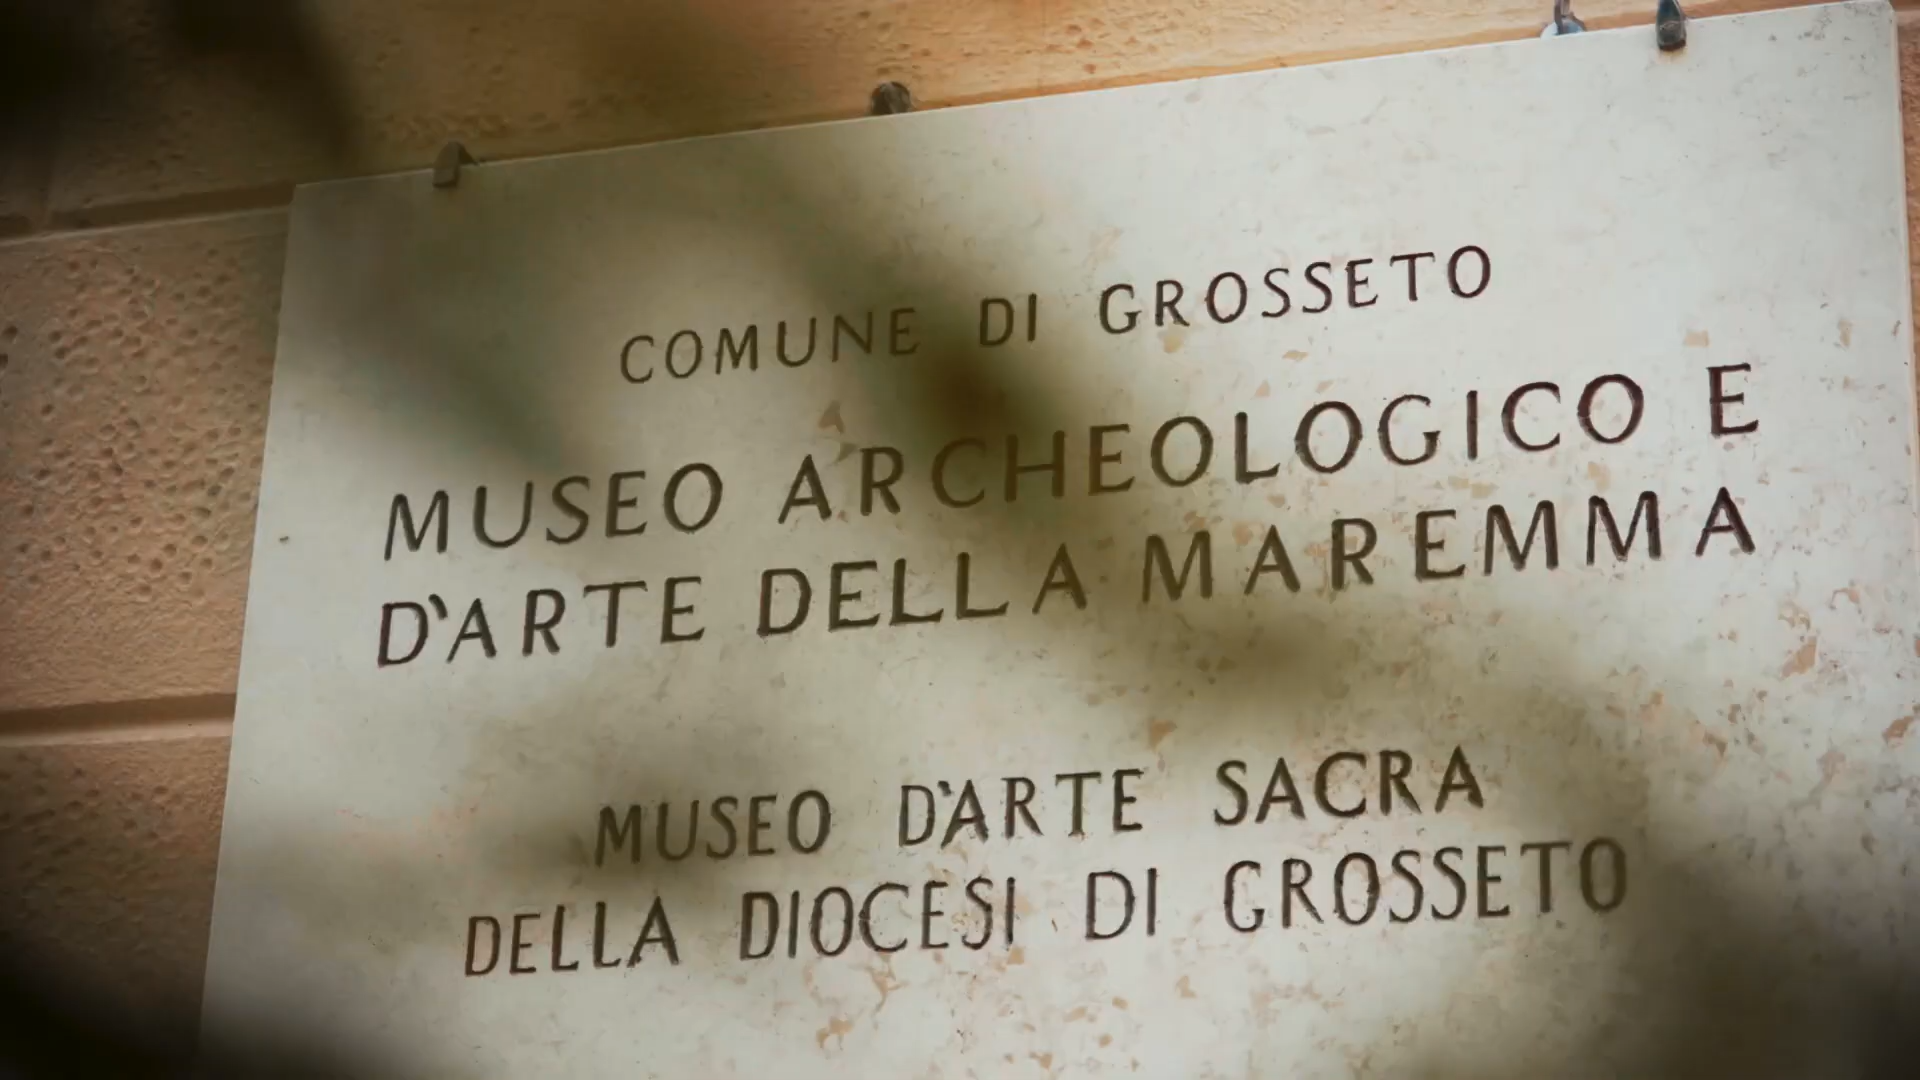 COMUNE DI GROSSETO
MUSEO ARCHEOLOGICO E
D'ARTE DELLA MAREMMA
MUSEO D'ARTE SACRA
DELLA DIOCESI DI GROSSETO